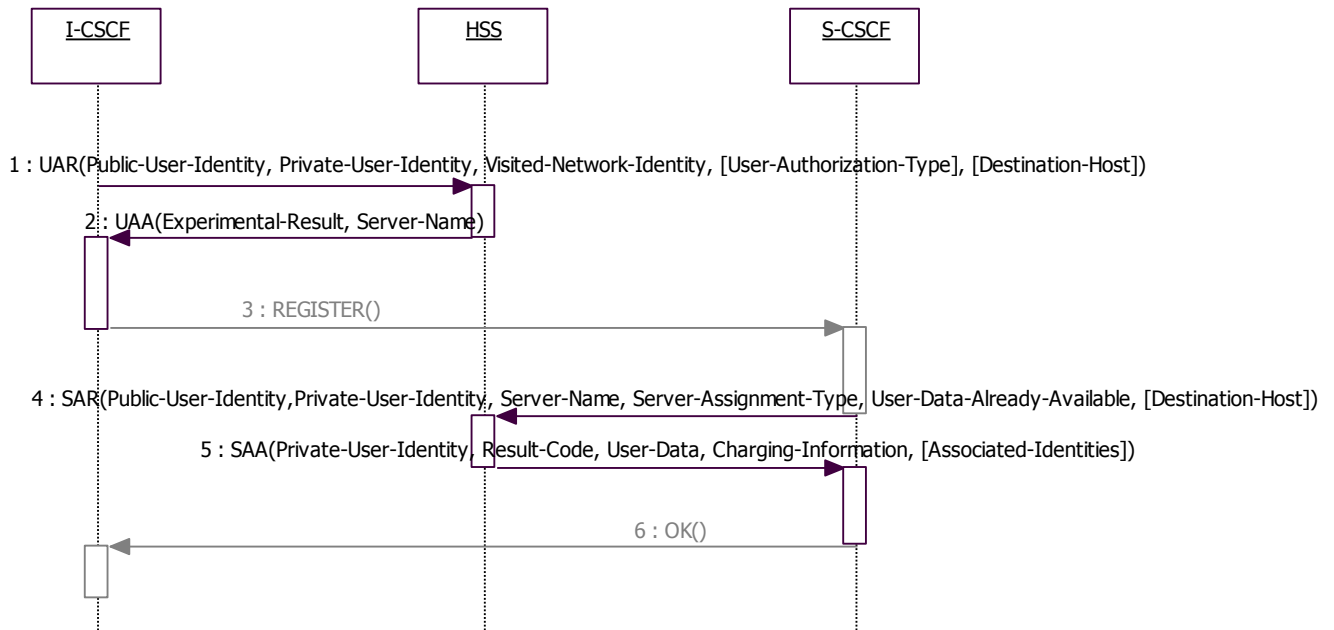 I-CSCF
HSS
S-CSCF
1 : UAR(Public-User-Identity, Private-User-Identity, Visited-Network-Identity, [User-Authorization-Type], [Destination-Host])
2 : UAA(Experimental-Result, Server-Name)
3 : REGISTER()
4 : SAR(Public-User-Identity,Private-User-Identity, Server-Name, Server-Assignment-Type, User-Data-Already-Available, [Destination-Host])
5 : SAA(Private-User-Identity, Result-Code, User-Data, Charging-Information, [Associated-Identities])
6 : OK()